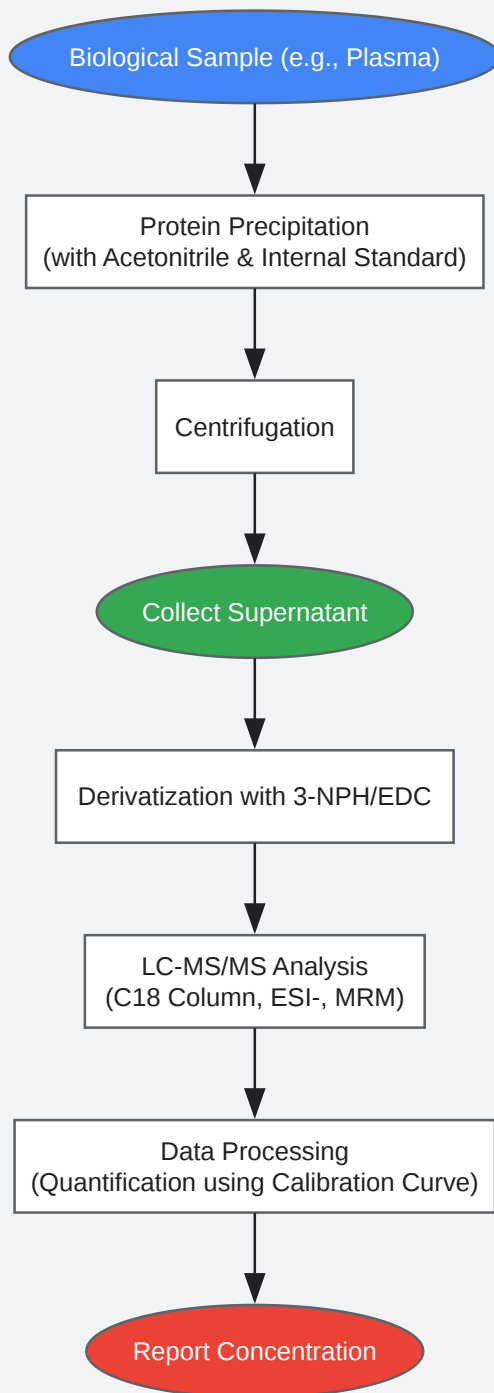 Biological Sample (e.g., Plasma)
Protein Precipitation
(with Acetonitrile & Internal Standard)
Centrifugation
Collect Supernatant
Derivatization with 3-NPH/EDC
LC-MS/MS Analysis
(C18 Column, ESI-, MRM)
Data Processing
(Quantification using Calibration Curve)
Report Concentration